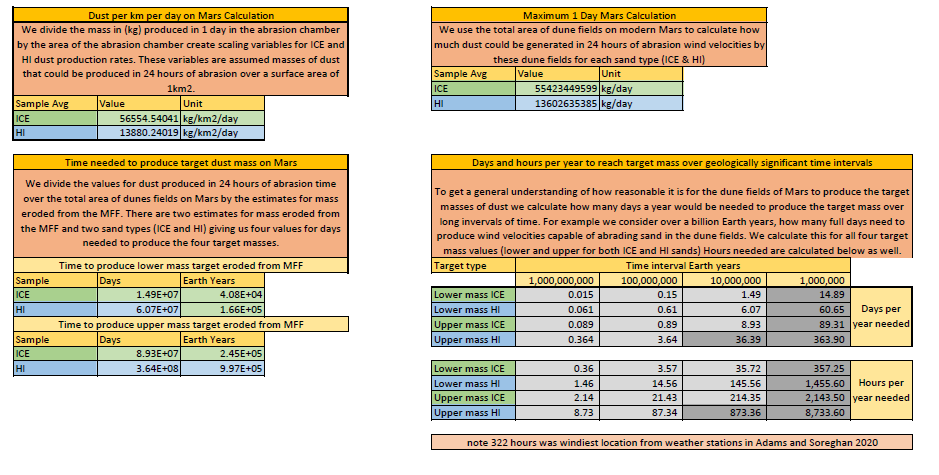 Dust per km per day on Mars Calculation
We divide the mass in (kg) produced in 1 day in the abrasion chamber
by the area of the abrasion chamber create scaling variables for ICE and
HI dust production rates. These variables are assumed masses of dust
that could be produced in 24 hours of abrasion over a surface area of
1km2.
Sample Avg Value Unit
ICE 56554.54041 kg/km2/day
HI 13880.24019 kg/km2/day
Maximum 1 Day Mars Calculation
We use the total area of dune fields on modern Mars to calculate how
much dust could be generated in 24 hours of abrasion wind velocities by
these dune fields for each sand type (ICE & HI)
Sample Avg Value Unit
ICE 55423449599 kg/day
HI 13602635385 kg/day
Time needed to produce target dust mass on Mars
We divide the values for dust produced in 24 hours of abrasion time
over the total area of dunes fields on Mars by the estimates for mass
eroded from the MFF. There are two estimates for mass eroded from
the MFF and two sand types (ICE and HI) giving us four values for days
needed to produce the four target masses.
Time to produce lower mass target eroded from MFF
Sample Days Earth Years
ICE 1.49E+07 4.08E+04
HI 6.07E+07 1.66E+05
Time to produce upper mass target eroded from MFF
Sample Days Earth Years
ICE 8.93E+07 2.45E+05
HI 3.64E+08 9.97E+05
Days and hours per year to reach target mass over geologically significant time intervals
To get a general understanding of how reasonable it is for the dune fields of Mars to produce the target
masses of dust we calculate how many days a year would be needed to produce the target mass over
long invervals of time. For example we consider over a billion Earth years, how many full days need to
produce wind velocities capable of abrading sand in the dune fields. We calculate this for all four target
mass values (lower and upper for both ICE and HI sands) Hours needed are calculated below as well.
Target type Time interval Earth years
1,000,000,000 100,000,000 10,000,000 1,000,000
Lower mass ICE 0.015 0.15 1.49 14.89
Lower mass HI 0.061 0.61 6.07 60.65 Days per
Upper mass ICE 0.089 0.89 8.93 89.31 year needed
Upper mass HI 0.364 3.64 36.39 363.90
Lower mass ICE 0.36 3.57 35.72 357.25
Lower mass HI 1.46 14.56 145.56 1,455.60 Hours per
Upper mass ICE 2.14 21.43 214.35 2,143.50 year needed
Upper mass HI 8.73 87.34 873.36 8,733.60
note 322 hours was windiest location from weather stations in Adams and Soreghan 2020